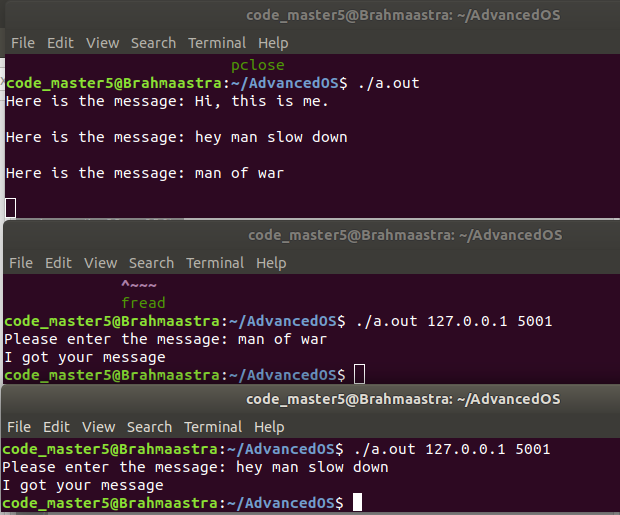 code_master5@Brahmaastra: ~/AdvancedOS
File Edit View Search Terminal Help
pclose
code_master5@Brahmaastra:~/AdvancedOS$ ./a.out
Here is the message: Hi, this is me.
Here is the message: hey man slow down
Here is the message: man of war
code_master5@Brahmaastra: ~/AdvancedOS
File Edit View Search Terminal Help
^~~~
fread
code_master5@Brahmaastra:~/AdvancedOS$ ./a.out 127.0.0.1 5001
Please enter the message: man of war
I got your message
code_master5@Brahmaastra:~/AdvancedOS$
code_master5@Brahmaastra: ~/AdvancedOS
File Edit View Search Terminal Help
code_master5@Brahmaastra:~/AdvancedOS$ ./a.out 127.0.0.1 5001
Please enter the message: hey man slow down
I got your message
code_master5@Brahmaastra:~/AdvancedOS$